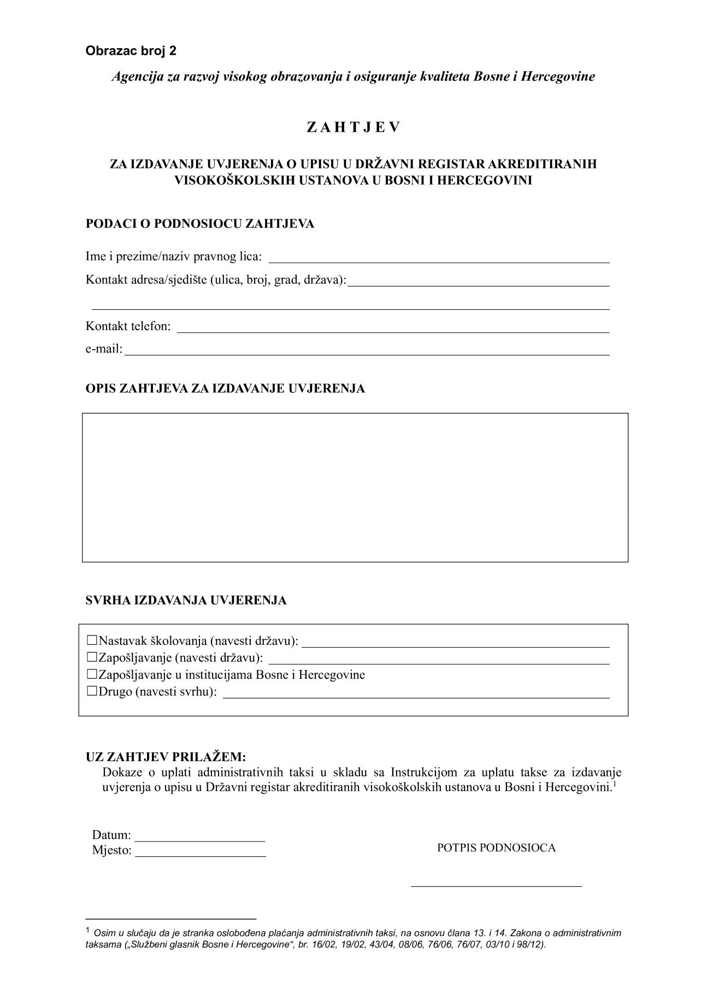 Obrazac broj 2
Agencija za razvoj visokog obrazovanja i osiguranje kvaliteta Bosne i Hercegovine
Z A H T J E V
ZA IZDAVANJE UVJERENJA O UPISU U DRŽAVNI REGISTAR AKREDITIRANIH
VISOKOŠKOLSKIH USTANOVA U BOSNI I HERCEGOVINI
PODACI O PODNOSIOCU ZAHTJEVA
Ime i prezime/naziv pravnog lica:
Kontakt adresa/sjedište (ulica, broj, grad, država):
Kontakt telefon:
e-mail:
OPIS ZAHTJEVA ZA IZDAVANJE UVJERENJA
SVRHA IZDAVANJA UVJERENJA
☐Nastavak školovanja (navesti državu):
☐Zapošljavanje (navesti državu):
☐Zapošljavanje u institucijama Bosne i Hercegovine
☐Drugo (navesti svrhu):
UZ ZAHTJEV PRILAŽEM:
Dokaze o uplati administrativnih taksi u skladu sa Instrukcijom za uplatu takse za izdavanje
uvjerenja o upisu u Državni registar akreditiranih visokoškolskih ustanova u Bosni i Hercegovini.¹
Datum:
Mjesto:
POTPIS PODNOSIOCA
¹ Osim u slučaju da je stranka oslobođena plaćanja administrativnih taksi, na osnovu člana 13. i 14. Zakona o administrativnim
taksama („Službeni glasnik Bosne i Hercegovine“, br. 16/02, 19/02, 43/04, 08/06, 76/06, 76/07, 03/10 i 98/12).